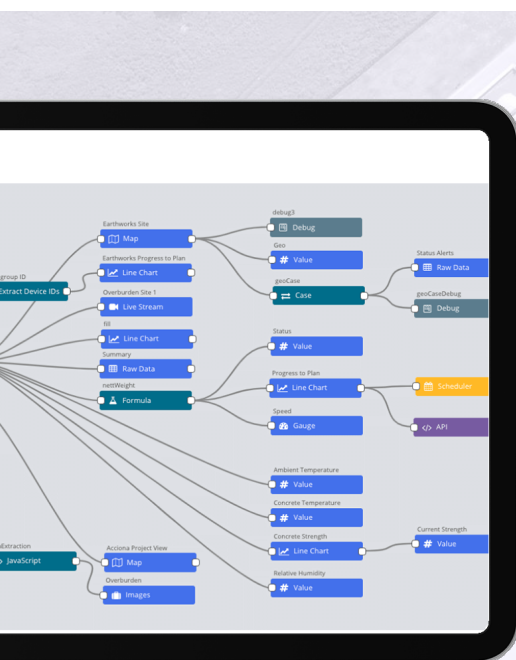 group ID
Extract Device IDs
Extraction
JavaScript
Earthworks Site
Map
Earthworks Progress to Plan
Line Chart
Overburden Site 1
Live Stream
fill
Line Chart
Summary
Raw Data
nettWeight
Formula
Acciona Project View
Map
Overburden
Images
debug3
Debug
Geo
# Value
geoCase
Case
Status
# Value
Progress to Plan
Line Chart
Speed
Gauge
Ambient Temperature
# Value
Concrete Temperature
# Value
Concrete Strength
Line Chart
Relative Humidity
# Value
Status Alerts
Raw Data
geoCaseDebug
Debug
Scheduler
</> API
Current Strength
# Value